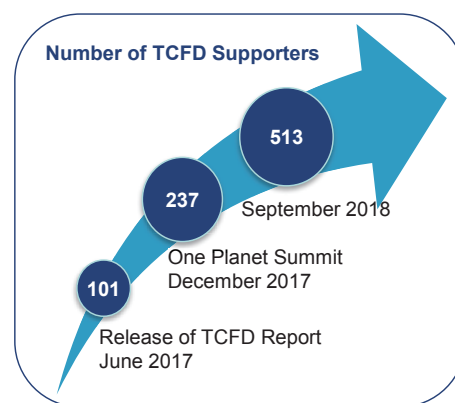 Number of TCFD Supporters
513
September 2018
237
One Planet Summit
December 2017
101
Release of TCFD Report
June 2017